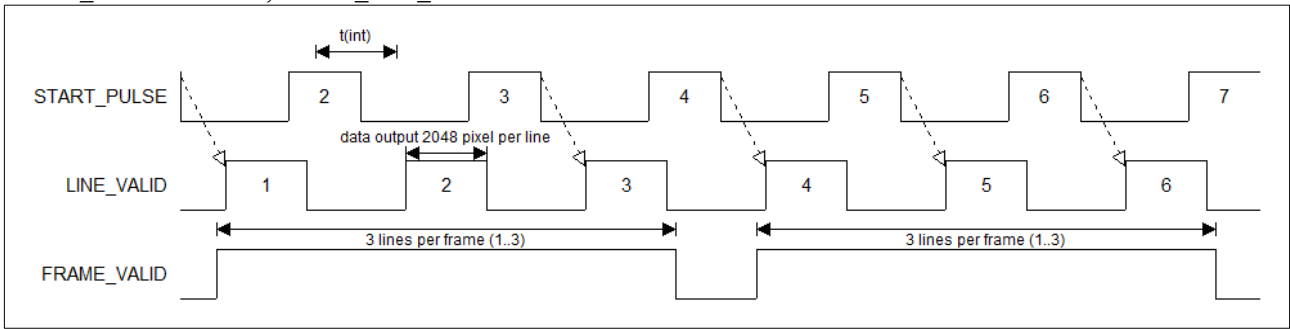 t(int)
START_PULSE 2 3 4 5 6 7
data output 2048 pixel per line
LINE_VALID 1 2 3 4 5 6
3 lines per frame (1..3) 3 lines per frame (1..3)
FRAME_VALID